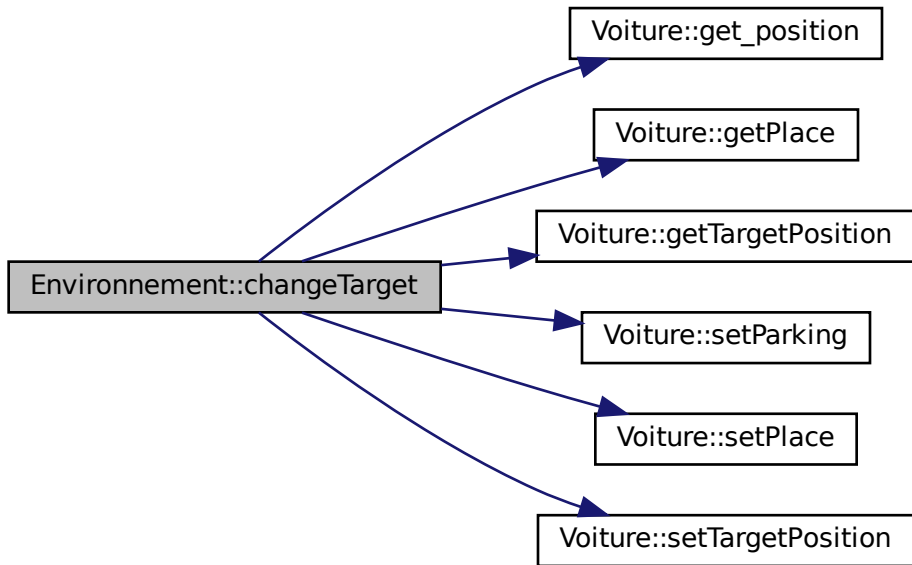 Voiture::get_position
Voiture::getPlace
Voiture::getTargetPosition
Environnement::changeTarget
Voiture::setParking
Voiture::setPlace
Voiture::setTargetPosition